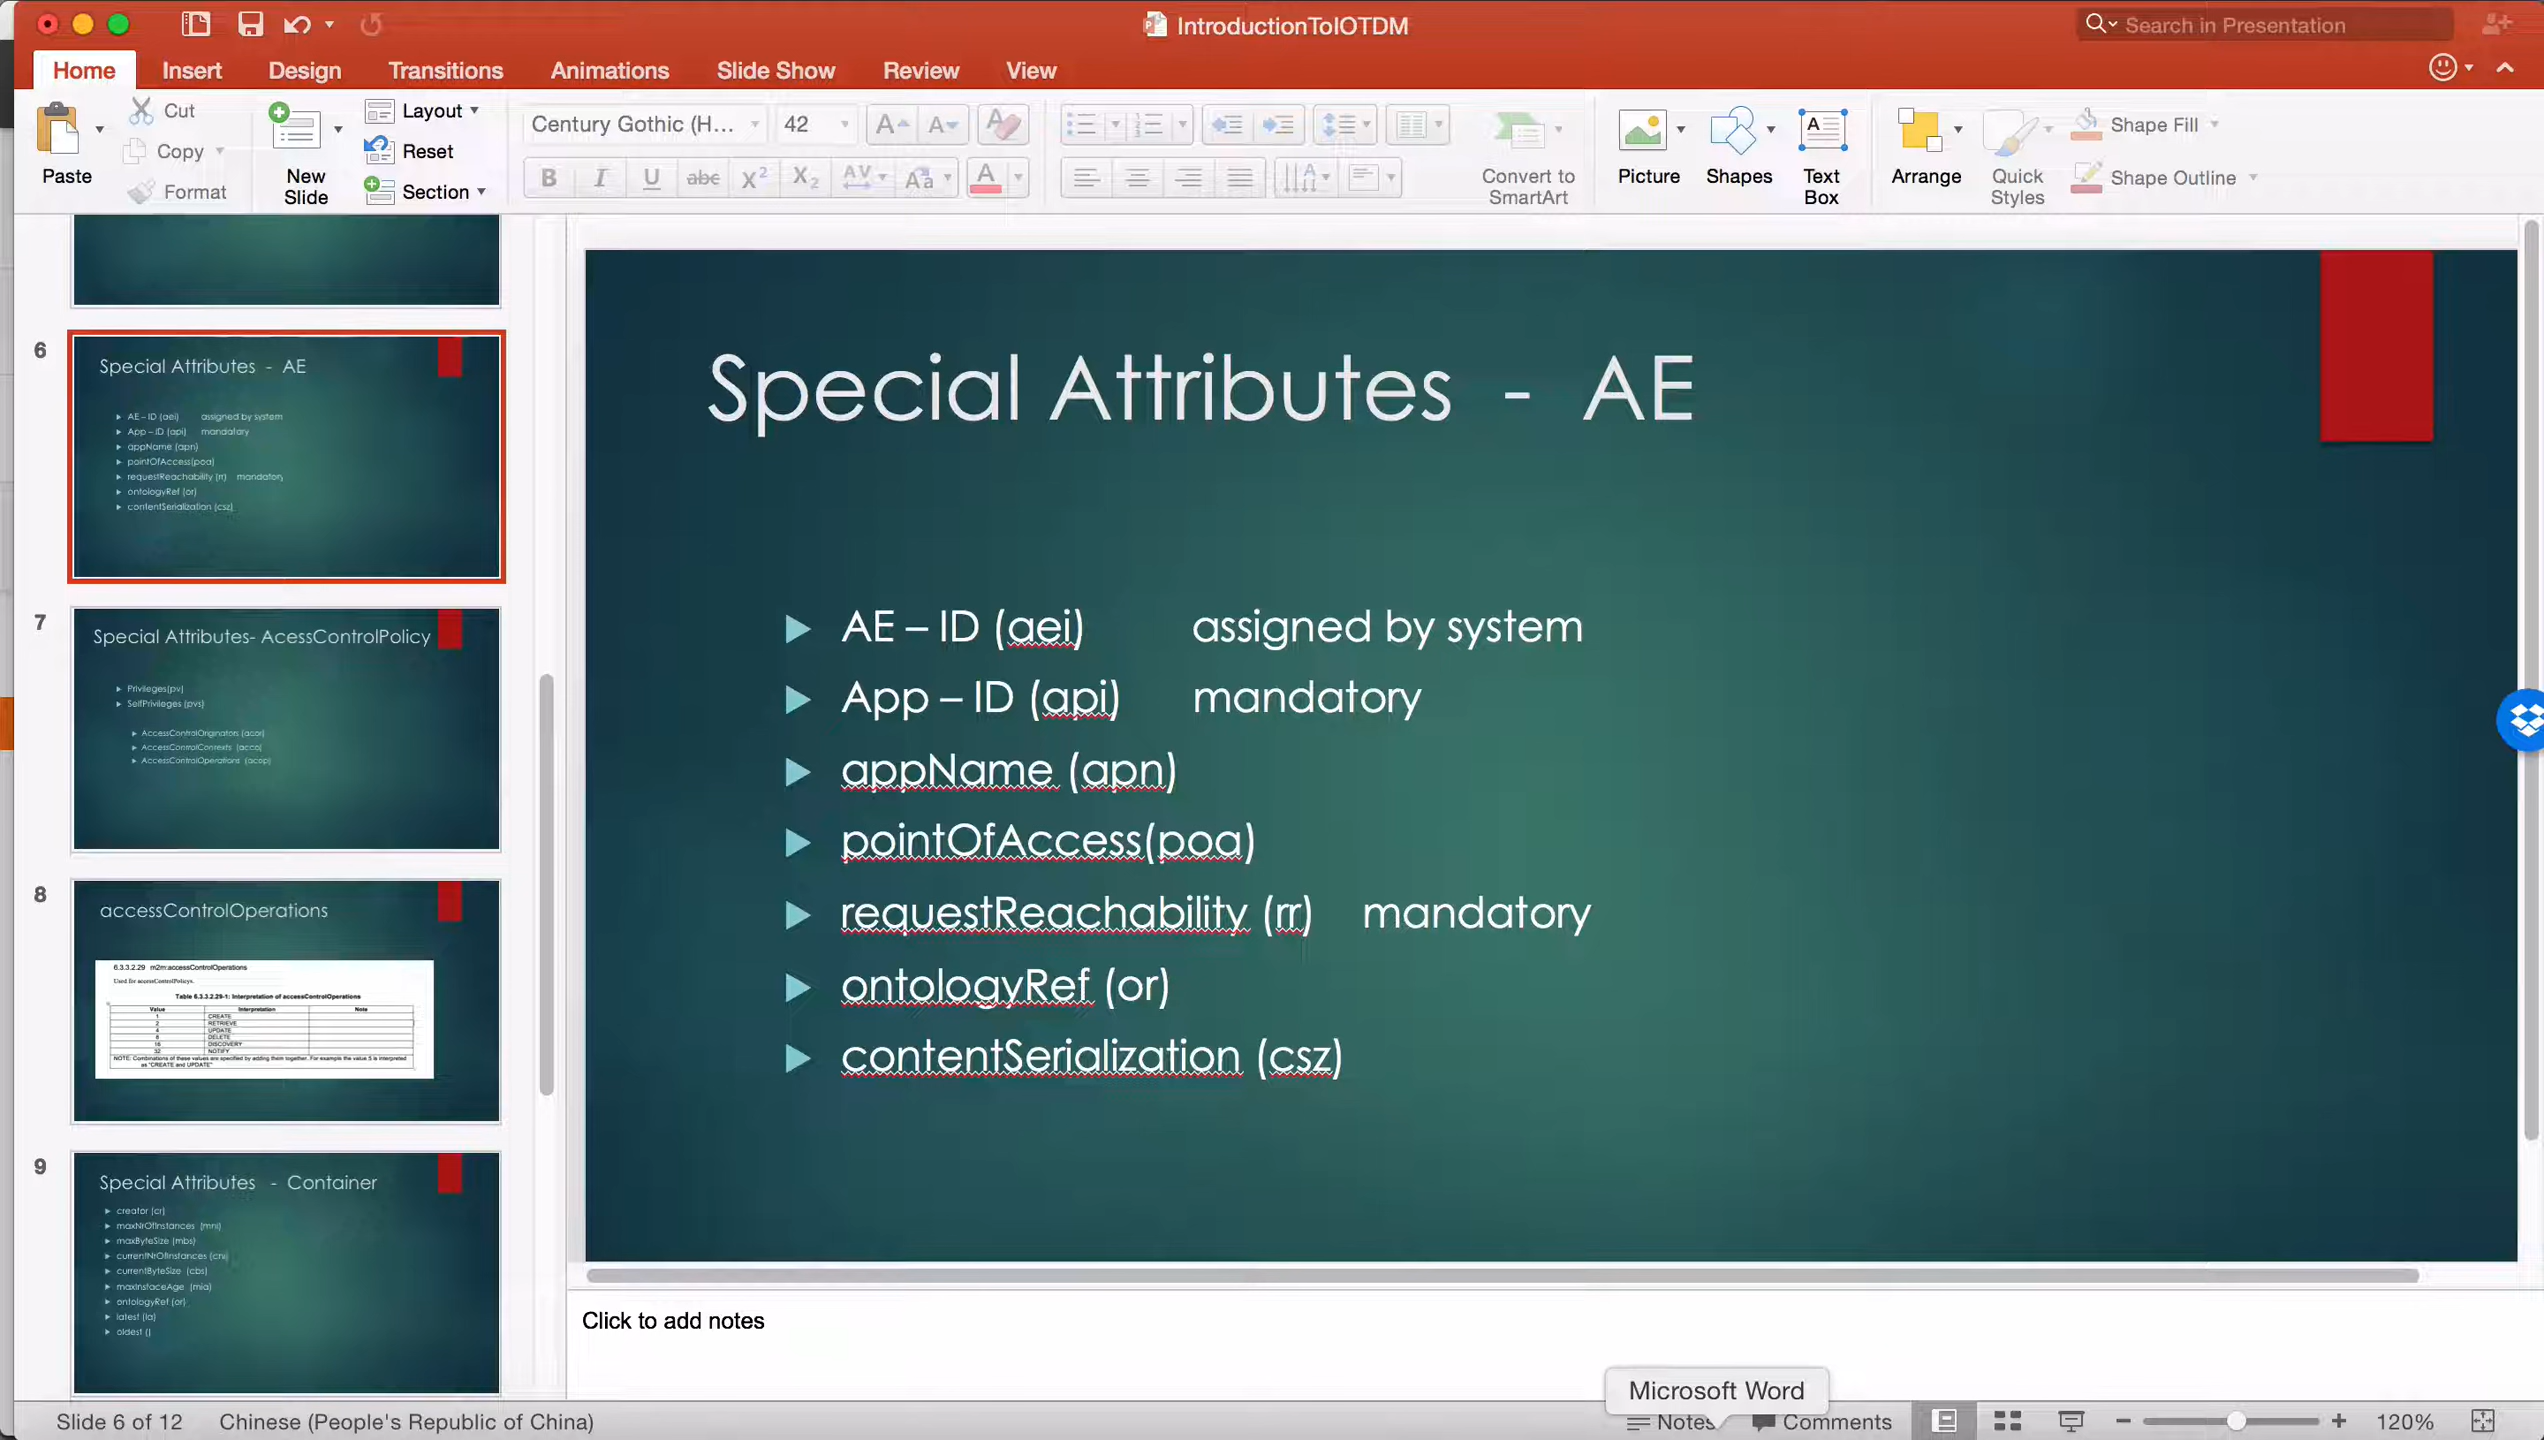 IntroductionToIOTDM
Search in Presentation
Home
Insert
Design
Transitions
Animations
Slide Show
Review
View
Paste
Cut
Copy
Format
New Slide
Layout
Reset
Section
Century Gothic (H...
42
Convert to SmartArt
Picture
Shapes
Text Box
Arrange
Quick Styles
Shape Fill
Shape Outline
6
Special Attributes - AE
AE – ID (aei) assigned by system
App – ID (api) mandatory
appName (apn)
pointOfAccess(poa)
requestReachability (rr) mandatory
ontologyRef (or)
contentSerialization (csz)
7
Special Attributes- AcessControlPolicy
Privileges(pv)
SelfPrivileges (pvs)
AccessControlOriginators (acor)
AccessControlContexts (acco)
AccessControlOperations (acop)
8
accessControlOperations
6.3.3.2.29 m2m:accessControlOperations
Used for accessControlPolicys.
Table 6.3.3.2.29-1: Interpretation of accessControlOperations
Value Interpretation Note
1 CREATE
2 RETRIEVE
4 UPDATE
8 DELETE
16 DISCOVERY
32 NOTIFY
NOTE: Combinations of these values are specified by adding them together. For example the value 5 is interpreted
as "CREATE and UPDATE"
9
Special Attributes - Container
creator (cr)
maxNrOfInstances (mni)
maxByteSize (mbs)
currentNrOfInstances (cni)
currentByteSize (cbs)
maxInstaceAge (mia)
ontologyRef (or)
latest (la)
oldest ()
Special Attributes - AE
AE – ID (aei) assigned by system
App – ID (api) mandatory
appName (apn)
pointOfAccess(poa)
requestReachability (rr) mandatory
ontologyRef (or)
contentSerialization (csz)
Click to add notes
Microsoft Word
Slide 6 of 12
Chinese (People's Republic of China)
Notes
Comments
120%